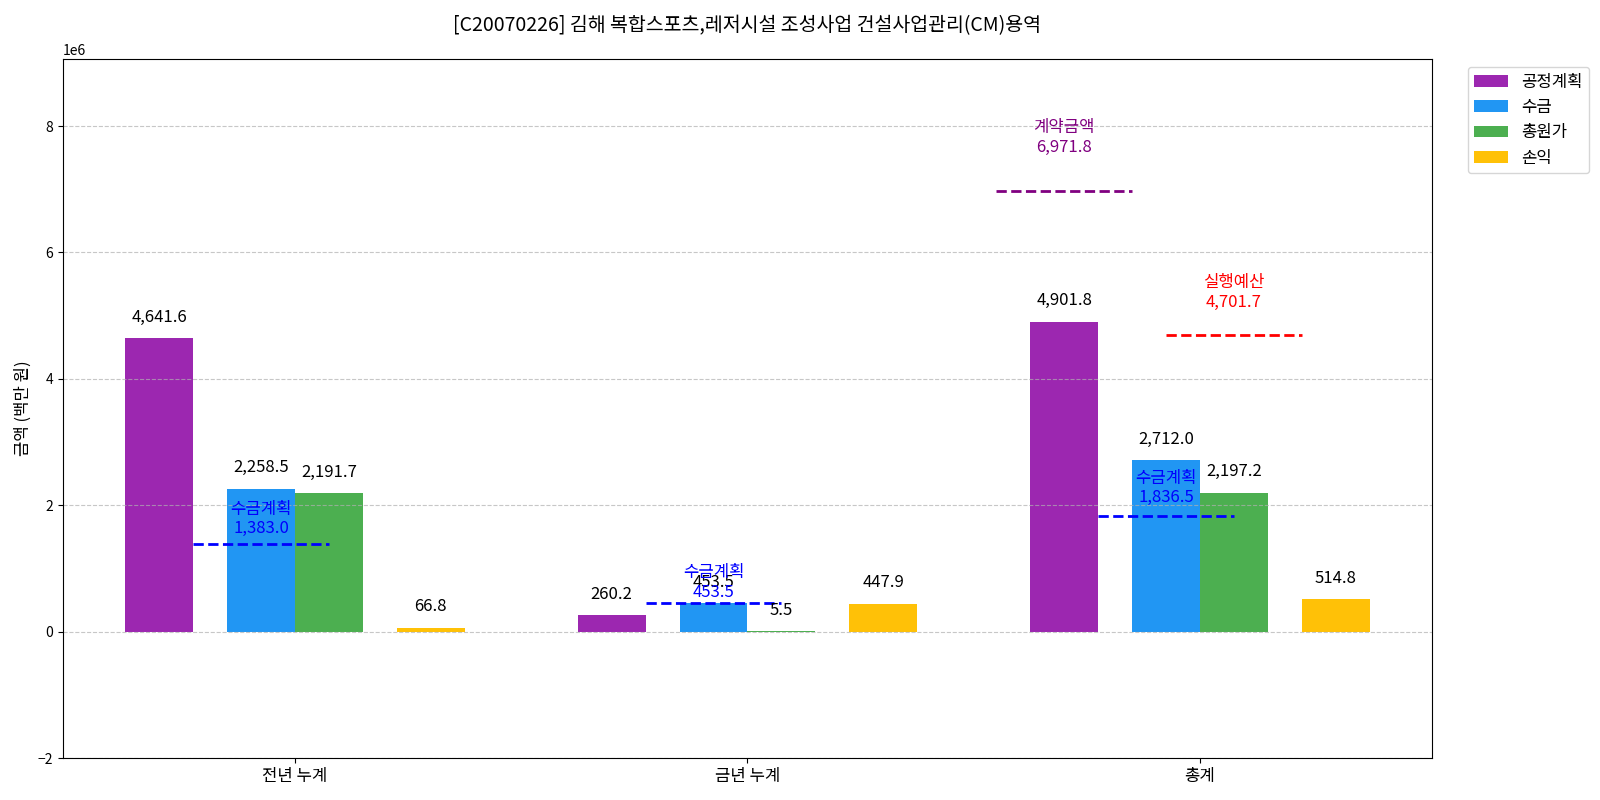 [C20070226] 김해 복합스포츠,레저시설 조성사업 건설사업관리(CM)용역
1e6
금액 (백만 원)
8
6
4
2
0
−2
4,641.6
2,258.5
2,191.7
수금계획
1,383.0
66.8
260.2
수금계획
453.5
453.5
5.5
447.9
계약금액
6,971.8
실행예산
4,701.7
4,901.8
2,712.0
2,197.2
수금계획
1,836.5
514.8
전년 누계
금년 누계
총계
공정계획
수금
총원가
손익